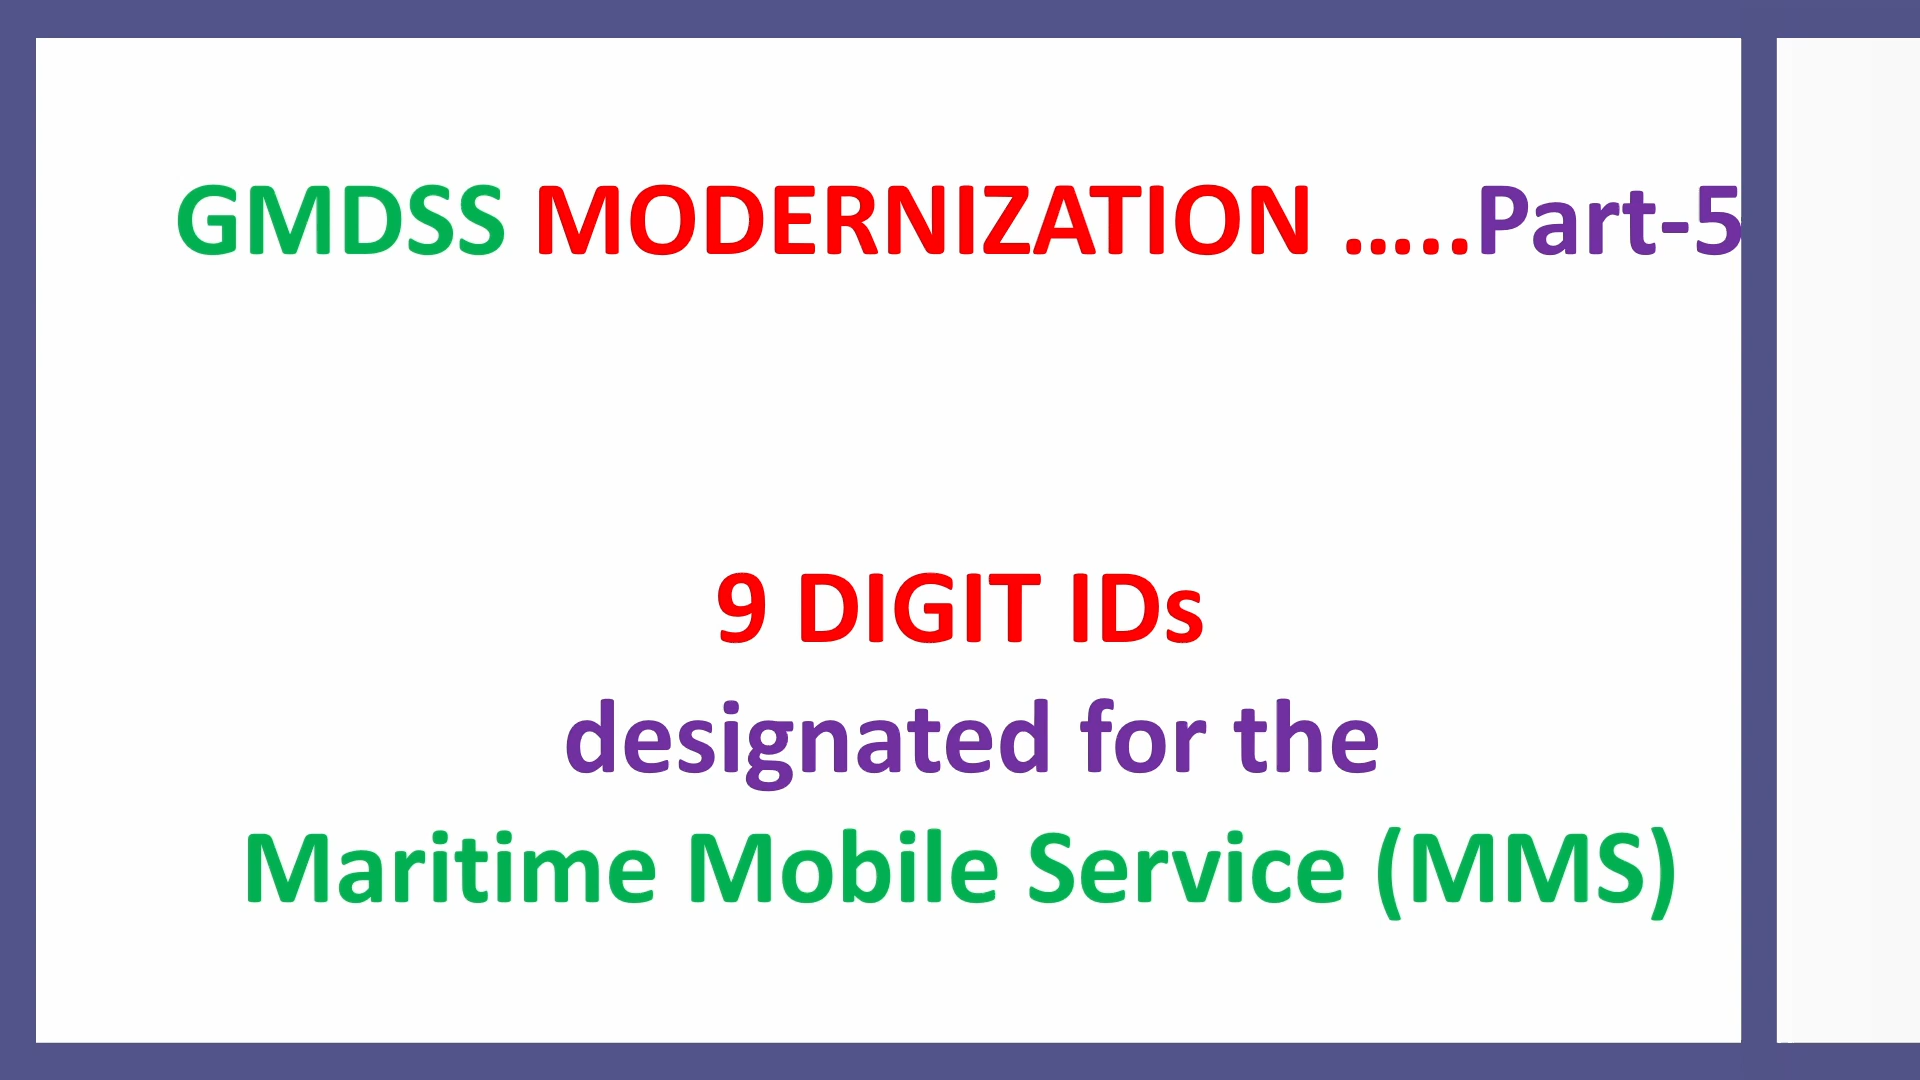 GMDSS MODERNIZATION .....Part-5
9 DIGIT IDs
designated for the
Maritime Mobile Service (MMS)